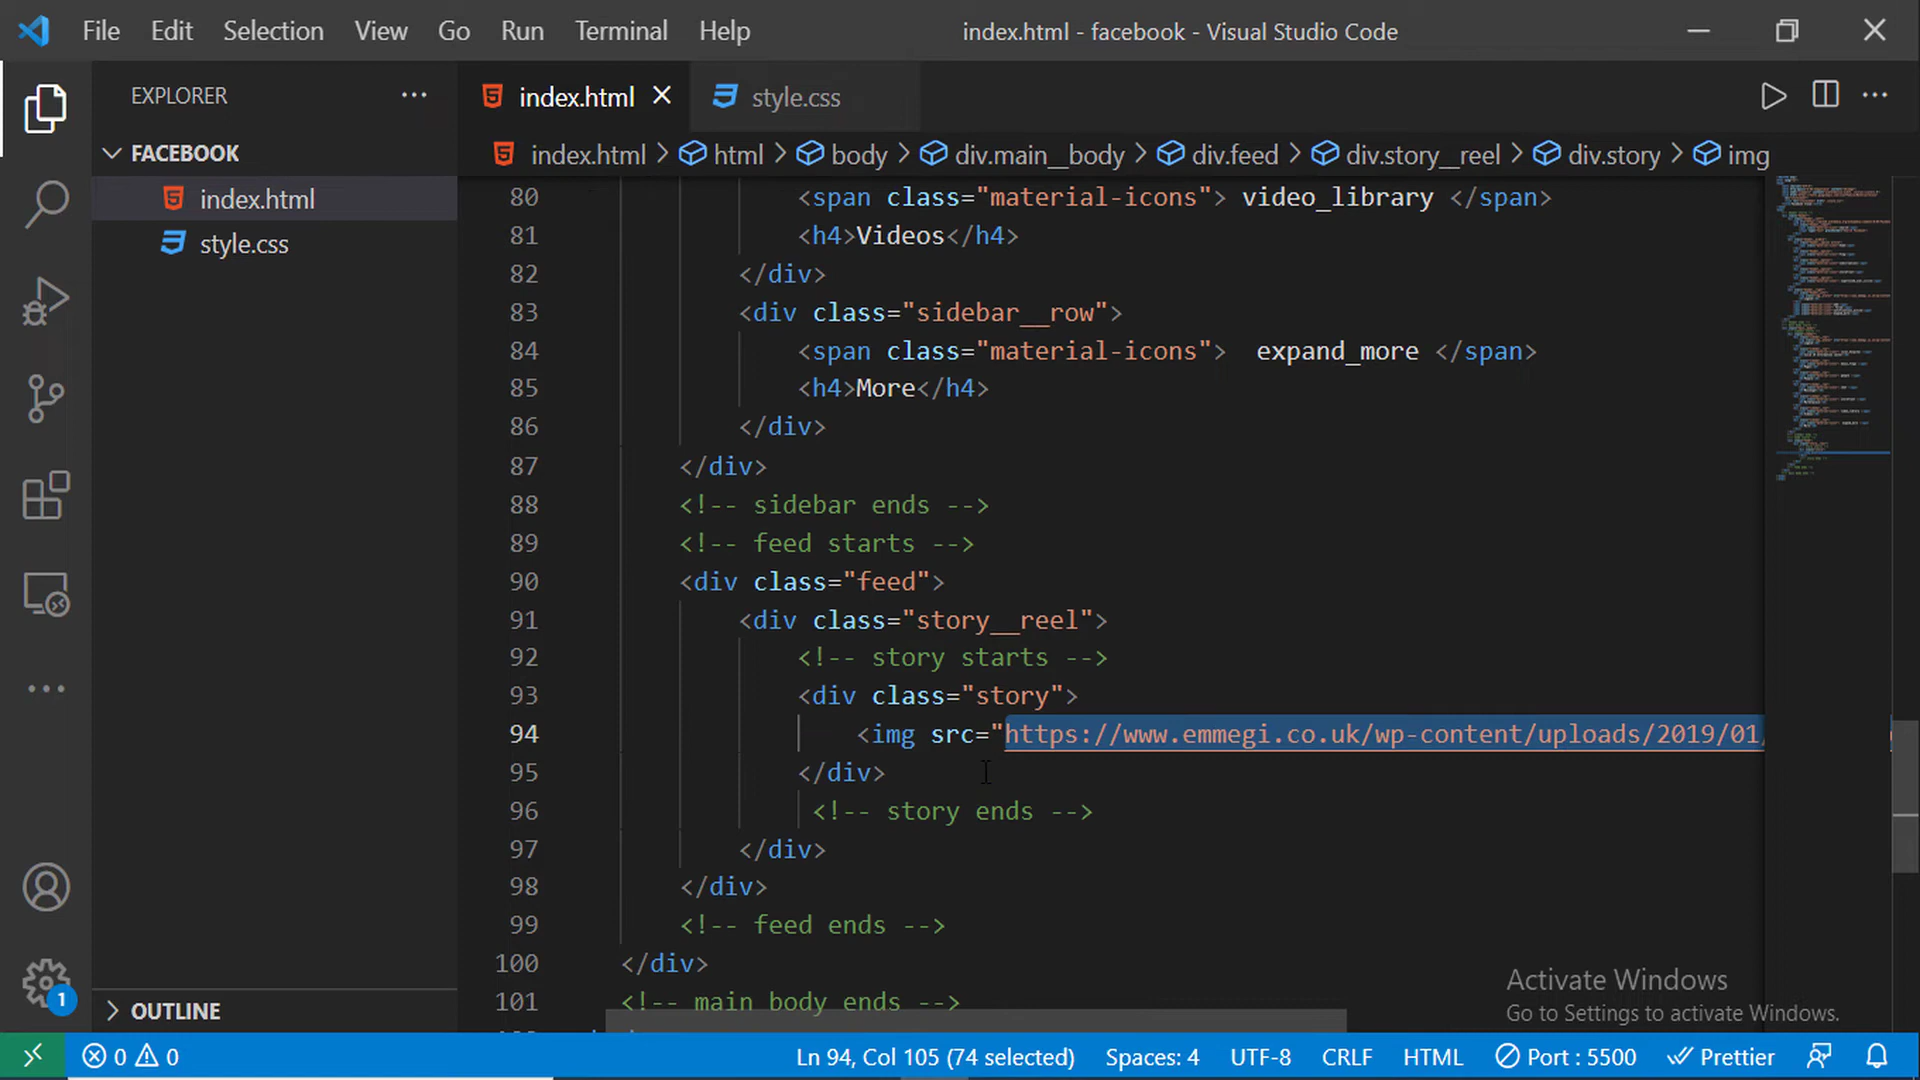 File Edit Selection View Go Run Terminal Help index.html - facebook - Visual Studio Code
EXPLORER
FACEBOOK
index.html
style.css
OUTLINE
1
index.html style.css
index.html > html > body > div.main__body > div.feed > div.story__reel > div.story > img
80 <span class="material-icons"> video_library </span>
81 <h4>Videos</h4>
82 </div>
83 <div class="sidebar__row">
84 <span class="material-icons"> expand_more </span>
85 <h4>More</h4>
86 </div>
87 </div>
88 <!-- sidebar ends -->
89 <!-- feed starts -->
90 <div class="feed">
91 <div class="story__reel">
92 <!-- story starts -->
93 <div class="story">
94 <img src="https://www.emmegi.co.uk/wp-content/uploads/2019/01/
95 </div>
96 <!-- story ends -->
97 </div>
98 </div>
99 <!-- feed ends -->
100 </div>
101 <!-- main body ends -->
Activate Windows
Go to Settings to activate Windows.
0 0 Ln 94, Col 105 (74 selected) Spaces: 4 UTF-8 CRLF HTML Port : 5500 Prettier